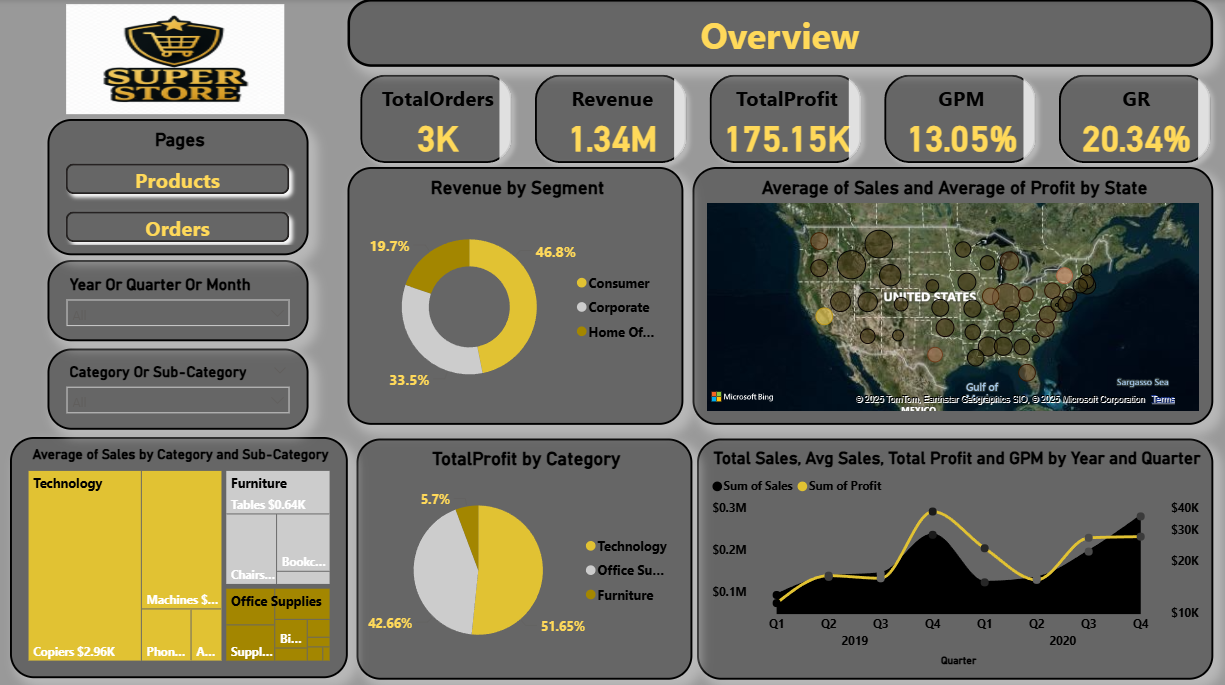 SUPER
STORE
Overview
TotalOrders
3K
Revenue
1.34M
TotalProfit
175.15K
GPM
13.05%
GR
20.34%
Pages
Products
Orders
Year Or Quarter Or Month
All
Category Or Sub-Category
All
Revenue by Segment
19.7%
46.8%
33.5%
Consumer
Corporate
Home Of...
Average of Sales and Average of Profit by State
UNITED STATES
Gulf of
MEXICO
Sargasso Sea
Microsoft Bing
© 2025 TomTom, Earthstar Geographics SIO, © 2025 Microsoft Corporation Terms
Average of Sales by Category and Sub-Category
Technology
Copiers $2.96K
Machines $...
Phon...
A...
Furniture
Tables $0.64K
Chairs...
Bookc...
Office Supplies
Suppl...
Bi...
TotalProfit by Category
5.7%
42.66%
51.65%
Technology
Office Su...
Furniture
Total Sales, Avg Sales, Total Profit and GPM by Year and Quarter
Sum of Sales
Sum of Profit
$0.3M
$0.2M
$0.1M
$40K
$30K
$20K
$10K
Q1 Q2 Q3 Q4 Q1 Q2 Q3 Q4
2019 2020
Quarter